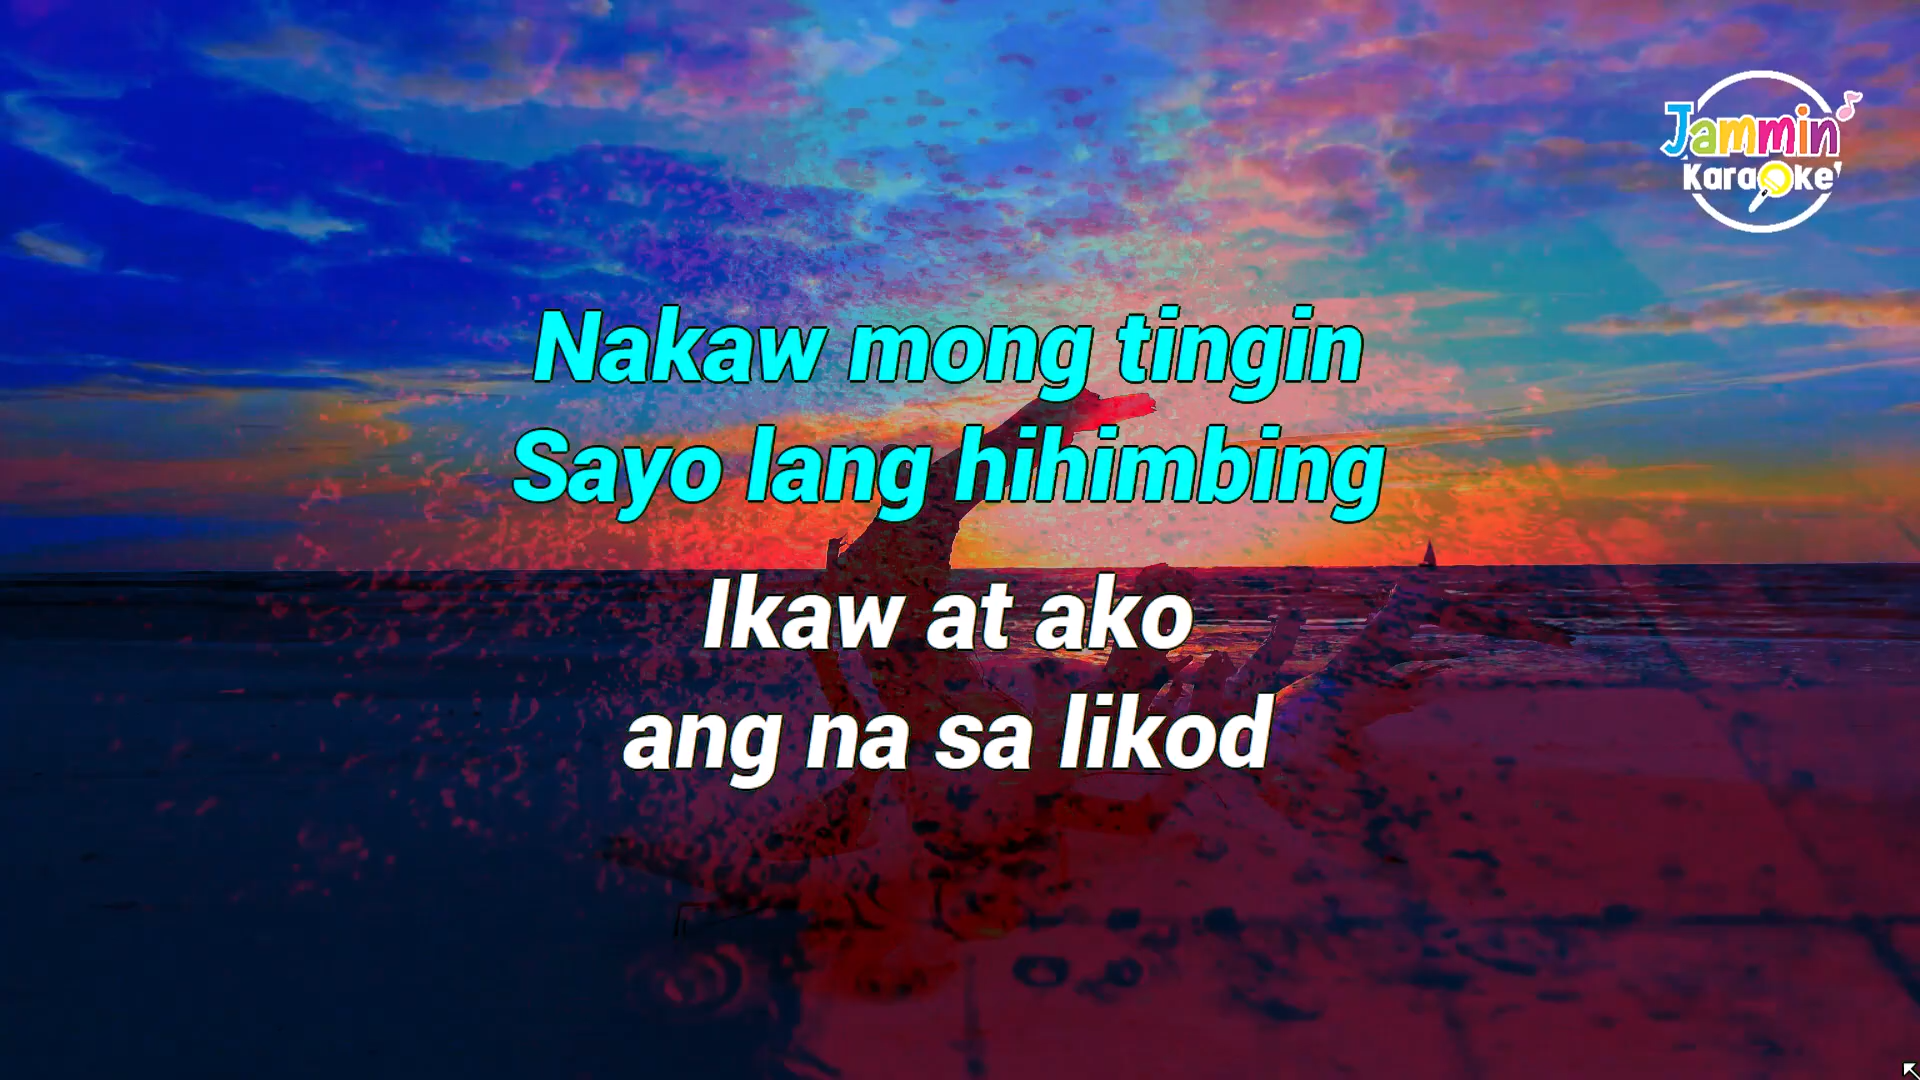 Jammin'
Karaoke'
Nakaw mong tingin
Sayo lang hihimbing
Ikaw at ako
ang na sa likod